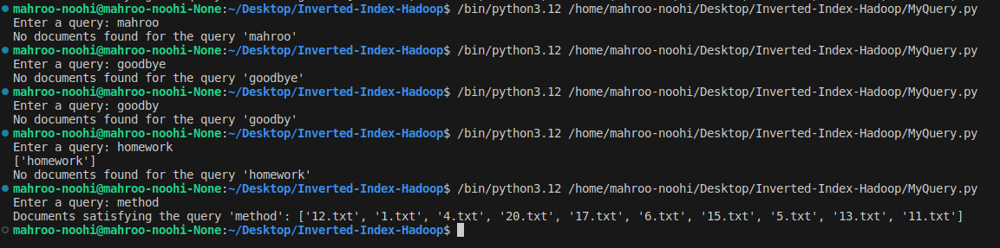 mahroo-noohi@mahroo-noohi-None:~/Desktop/Inverted-Index-Hadoop$ /bin/python3.12 /home/mahroo-noohi/Desktop/Inverted-Index-Hadoop/MyQuery.py
Enter a query: mahroo
No documents found for the query 'mahroo'
mahroo-noohi@mahroo-noohi-None:~/Desktop/Inverted-Index-Hadoop$ /bin/python3.12 /home/mahroo-noohi/Desktop/Inverted-Index-Hadoop/MyQuery.py
Enter a query: goodbye
No documents found for the query 'goodbye'
mahroo-noohi@mahroo-noohi-None:~/Desktop/Inverted-Index-Hadoop$ /bin/python3.12 /home/mahroo-noohi/Desktop/Inverted-Index-Hadoop/MyQuery.py
Enter a query: goodby
No documents found for the query 'goodby'
mahroo-noohi@mahroo-noohi-None:~/Desktop/Inverted-Index-Hadoop$ /bin/python3.12 /home/mahroo-noohi/Desktop/Inverted-Index-Hadoop/MyQuery.py
Enter a query: homework
['homework']
No documents found for the query 'homework'
mahroo-noohi@mahroo-noohi-None:~/Desktop/Inverted-Index-Hadoop$ /bin/python3.12 /home/mahroo-noohi/Desktop/Inverted-Index-Hadoop/MyQuery.py
Enter a query: method
Documents satisfying the query 'method': ['12.txt', '1.txt', '4.txt', '20.txt', '17.txt', '6.txt', '15.txt', '5.txt', '13.txt', '11.txt']
mahroo-noohi@mahroo-noohi-None:~/Desktop/Inverted-Index-Hadoop$